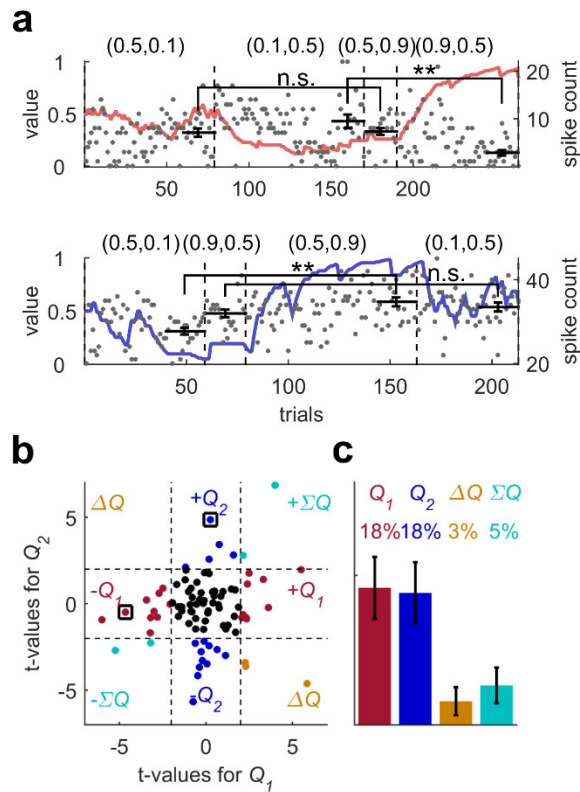 a
(0.5,0.1) (0.1,0.5) (0.5,0.9) (0.9,0.5)
1 20
n.s. **
value 0.5 10 spike count
0
50 100 150 190
(0.5,0.1) (0.9,0.5) (0.5,0.9) (0.1,0.5)
1 ** n.s. 40
value 0.5 spike count
0 20
50 100 150 200
trials
b c
ΔQ +Q2 +ΣQ
Q1 Q2 ΔQ ΣQ
18% 18% 3% 5%
5
t-values for Q2
-Q1 0 +Q1
-5 -ΣQ -Q2 ΔQ
-5 0 5
t-values for Q1